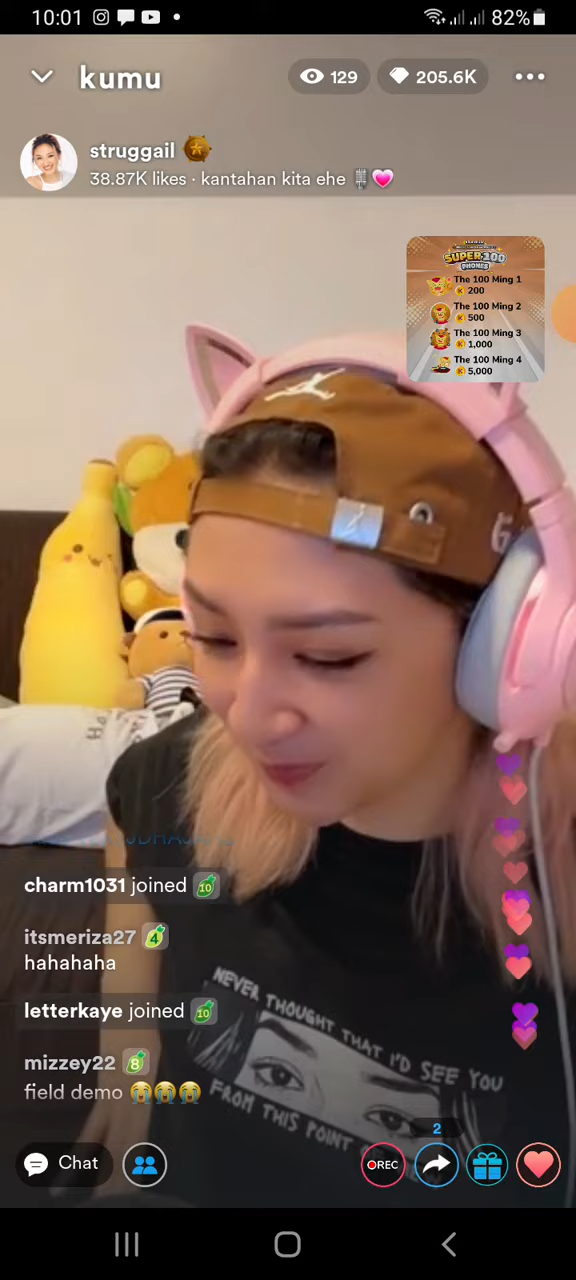 10:01
82%
kumu
129
205.6K
struggail
38.87K likes · kantahan kita ehe
SUPER 100
PHONES
The 100 Ming 1
200
The 100 Ming 2
500
The 100 Ming 3
1,000
The 100 Ming 4
5,000
charm1031 joined 10
itsmeriza27 4
hahahaha
letterkaye joined 10
mizzey22 8
field demo 😭😭😭
NEVER THOUGHT THAT I'D SEE YOU
FROM THIS POINT
2
Chat
REC